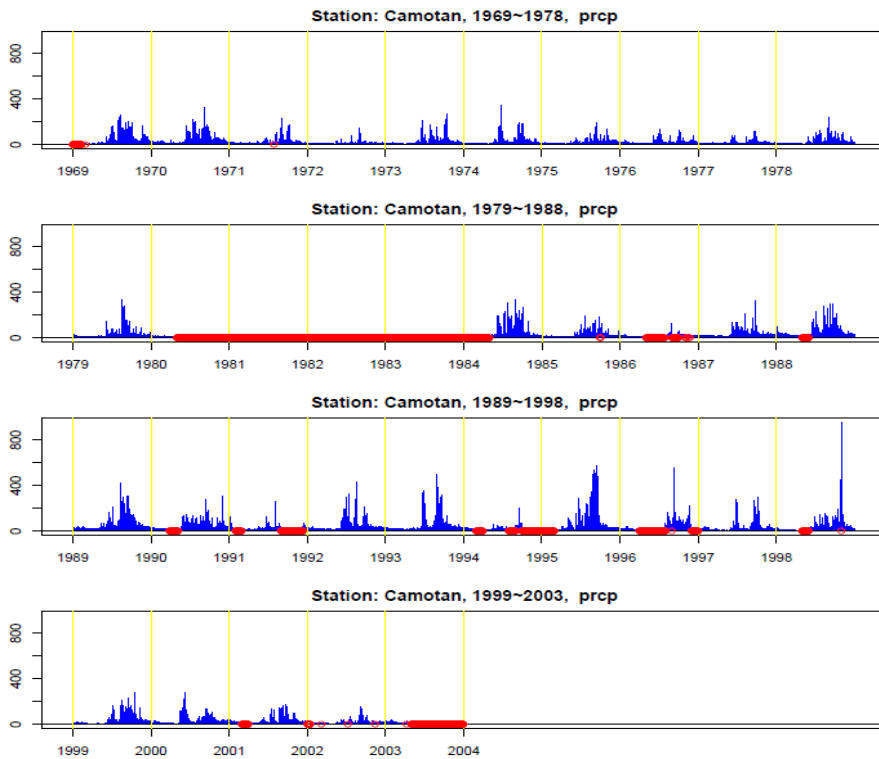 Station: Camotan, 1969~1978, prcp
800
400
0
1969 1970 1971 1972 1973 1974 1975 1976 1977 1978
Station: Camotan, 1979~1988, prcp
800
400
0
1979 1980 1981 1982 1983 1984 1985 1986 1987 1988
Station: Camotan, 1989~1998, prcp
800
400
0
1989 1990 1991 1992 1993 1994 1995 1996 1997 1998
Station: Camotan, 1999~2003, prcp
800
400
0
1999 2000 2001 2002 2003 2004